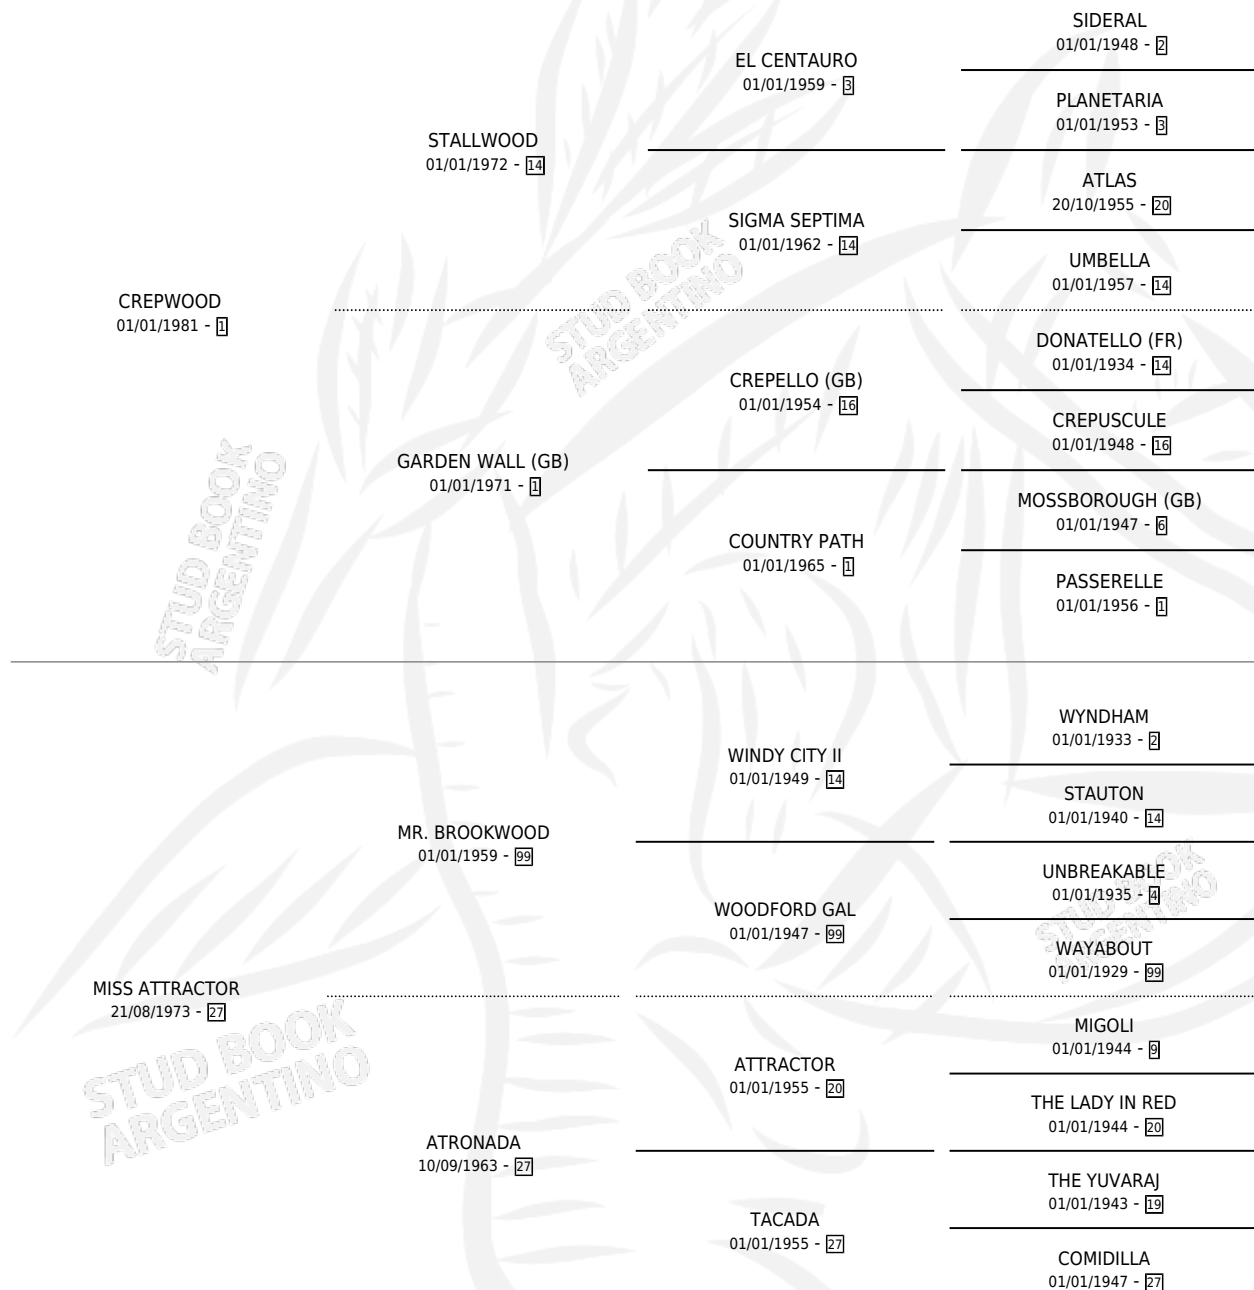 SIDERAL
01/01/1948 - 2
EL CENTAURO
01/01/1959 - 3
PLANETARIA
01/01/1953 - 3
STALLWOOD
01/01/1972 - 14
ATLAS
20/10/1955 - 20
SIGMA SEPTIMA
01/01/1962 - 14
UMBELLA
01/01/1957 - 14
CREPWOOD
01/01/1981 - 1
DONATELLO (FR)
01/01/1934 - 14
CREPELLO (GB)
01/01/1954 - 16
CREPUSCULE
01/01/1948 - 16
GARDEN WALL (GB)
01/01/1971 - 1
MOSSBOROUGH (GB)
01/01/1947 - 6
COUNTRY PATH
01/01/1965 - 1
PASSERELLE
01/01/1956 - 1
WYNDHAM
01/01/1933 - 2
WINDY CITY II
01/01/1949 - 14
STAUTON
01/01/1940 - 14
MR. BROOKWOOD
01/01/1959 - 99
UNBREAKABLE
01/01/1935 - 4
WOODFORD GAL
01/01/1947 - 99
WAYABOUT
01/01/1929 - 99
MISS ATTRACTOR
21/08/1973 - 27
MIGOLI
01/01/1944 - 9
ATTRACTOR
01/01/1955 - 20
THE LADY IN RED
01/01/1944 - 20
ATRONADA
10/09/1963 - 27
THE YUVARAJ
01/01/1943 - 19
TACADA
01/01/1955 - 27
COMIDILLA
01/01/1947 - 27
STUD BOOK
ARGENTINO
STUD BOOK
ARGENTINO
STUD BOOK
ARGENTINO
STUD BOOK
ARGENTINO